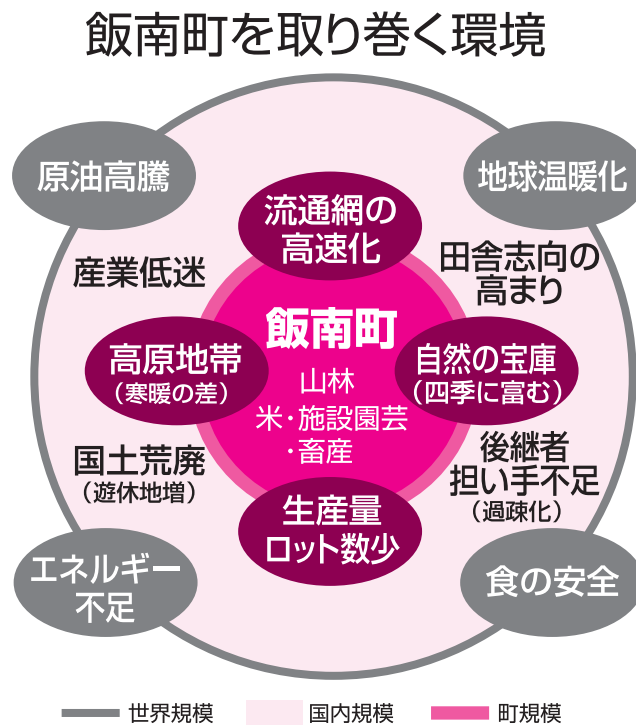 飯南町を取り巻く環境
原油高騰
地球温暖化
流通網の
高速化
産業低迷
田舎志向の
高まり
飯南町
山林
米・施設園芸
・畜産
高原地帯
（寒暖の差）
自然の宝庫
（四季に富む）
国土荒廃
（遊休地増）
後継者
担い手不足
（過疎化）
生産量
ロット数少
エネルギー
不足
食の安全
世界規模
国内規模
町規模